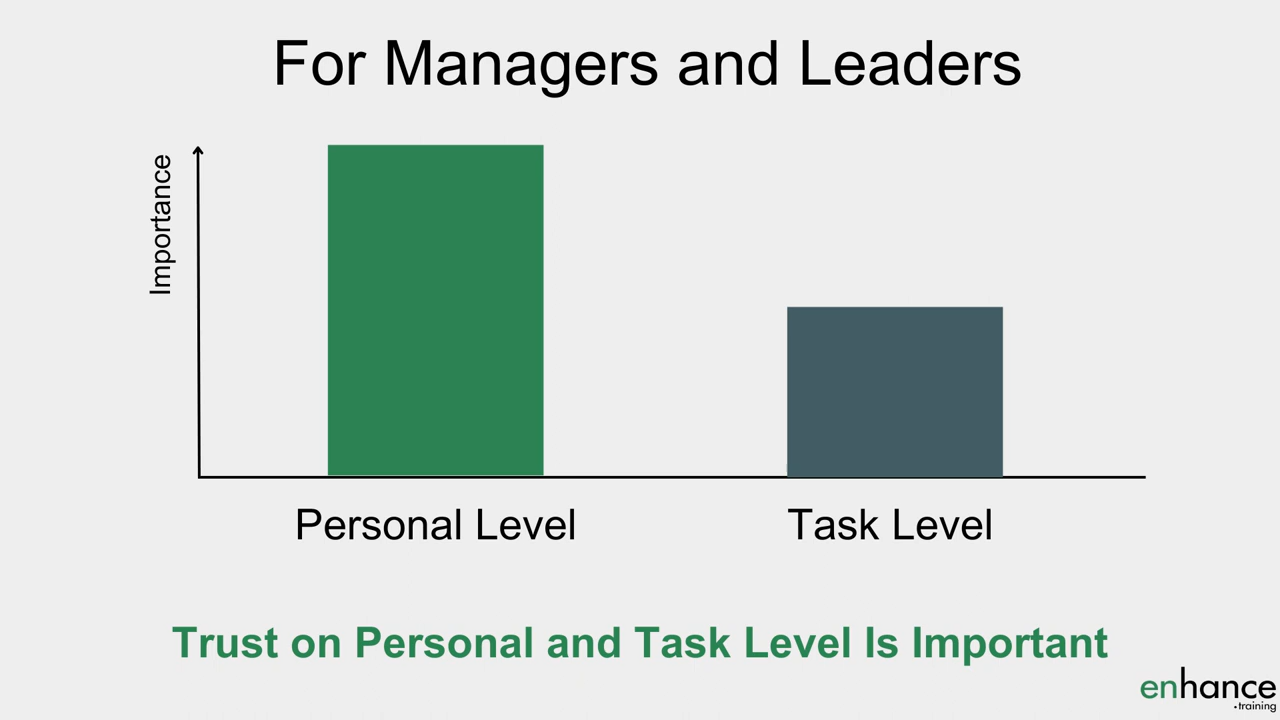 For Managers and Leaders
Importance
Personal Level
Task Level
Trust on Personal and Task Level Is Important
enhance
.training